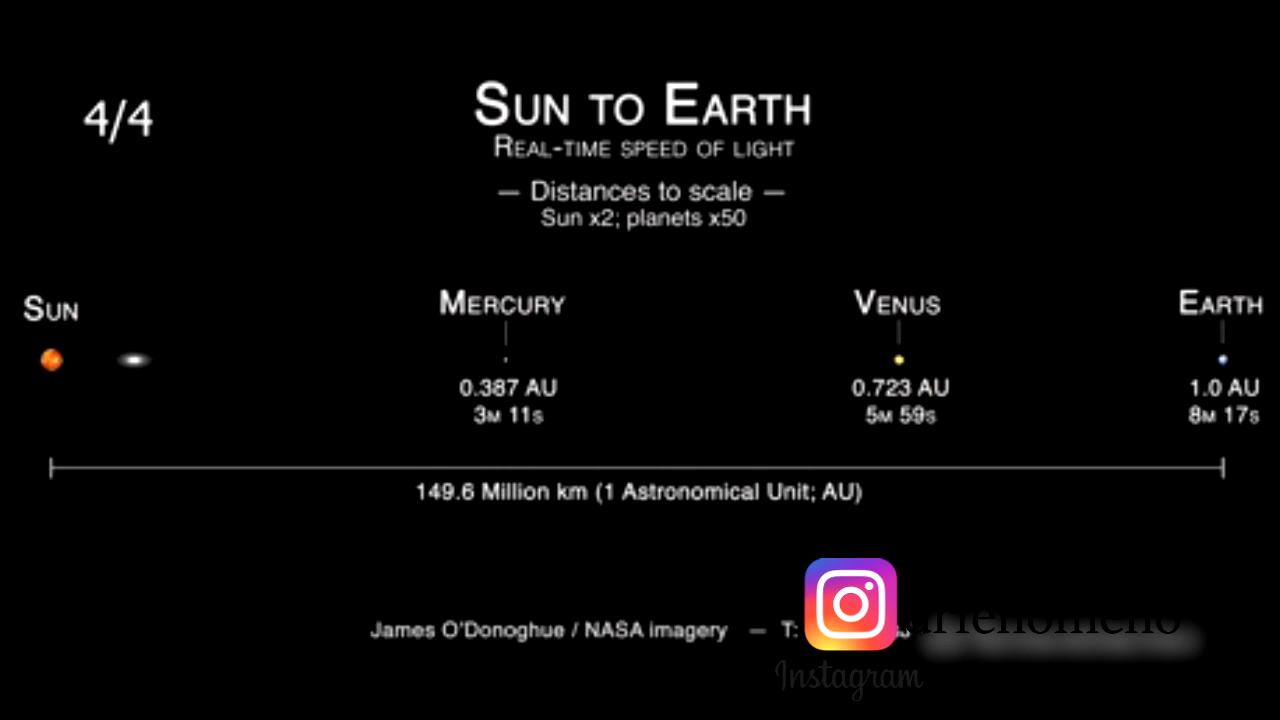 4/4
SUN TO EARTH
REAL-TIME SPEED OF LIGHT
— Distances to scale —
Sun x2; planets x50
SUN
MERCURY
VENUS
EARTH
0.387 AU
0.723 AU
1.0 AU
3M 11S
5M 59S
8M 17S
149.6 Million km (1 Astronomical Unit; AU)
James O'Donoghue / NASA imagery — T:
Instagram